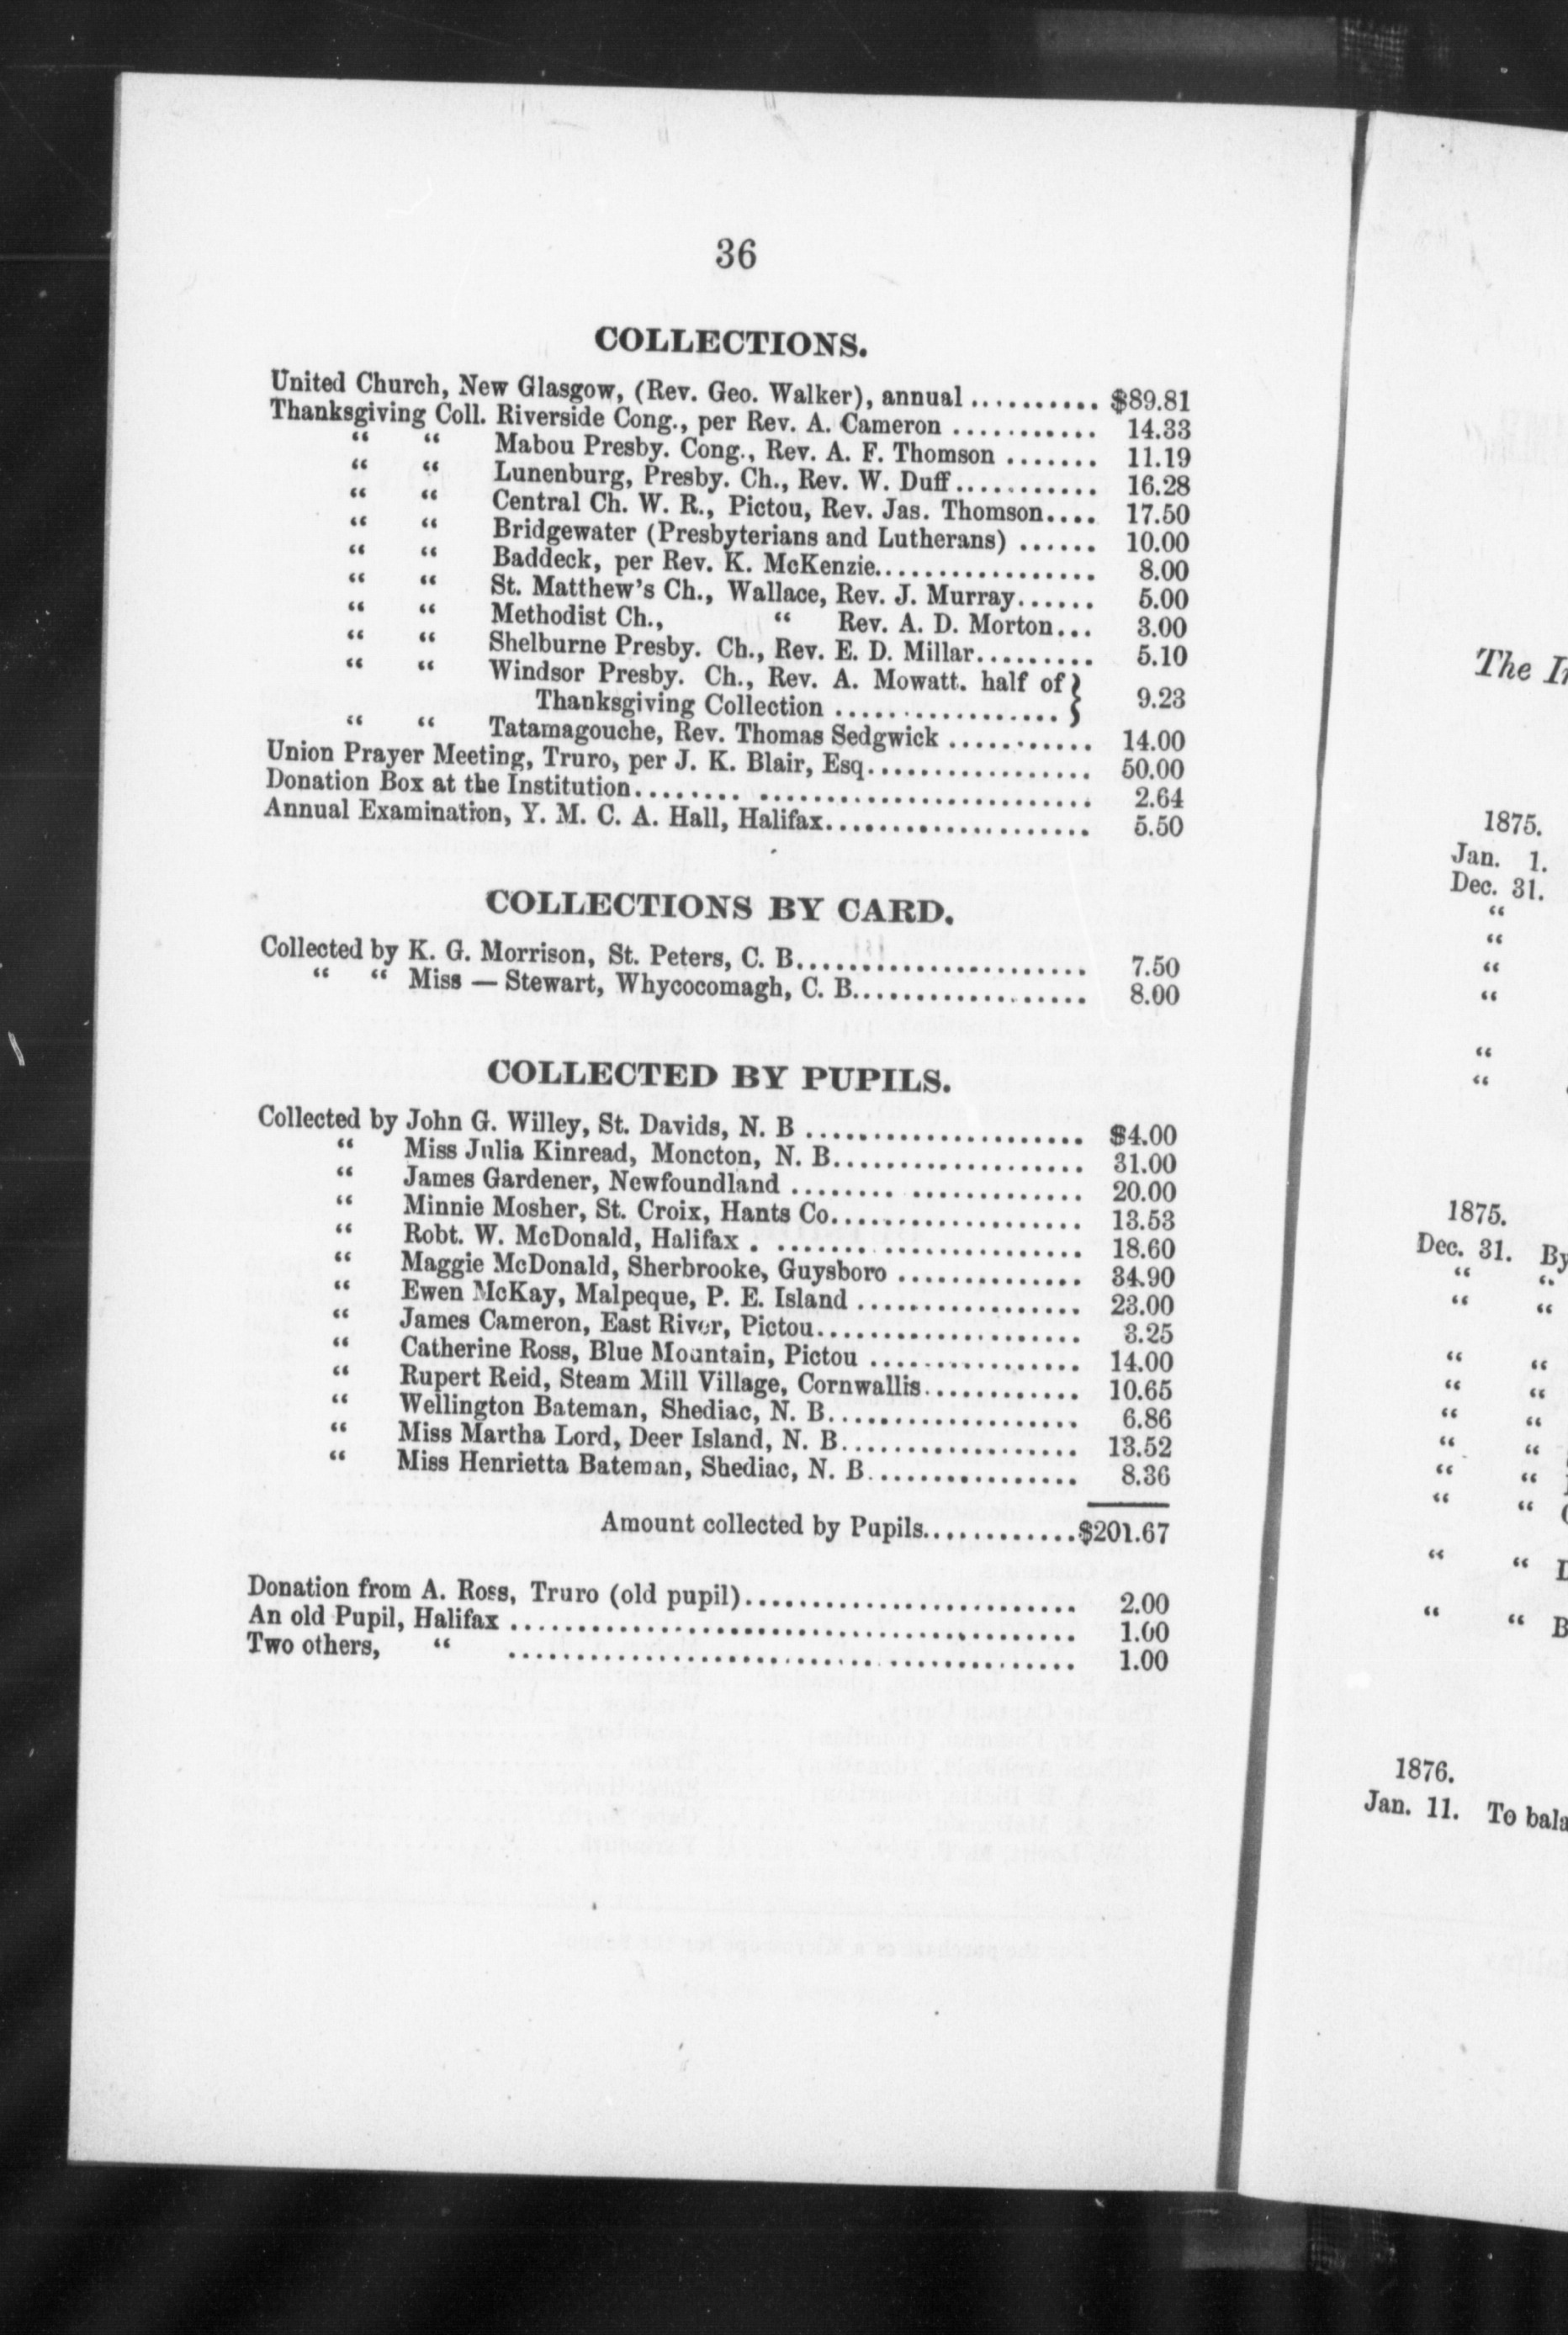 36
COLLECTIONS.
United Church, New Glasgow, (Rev. Geo. Walker), annual .......... $89.81
Thanksgiving Coll. Riverside Cong., per Rev. A. Cameron ........... 14.33
“ “ Mabou Presby. Cong., Rev. A. F. Thomson ....... 11.19
“ “ Lunenburg, Presby. Ch., Rev. W. Duff........... 16.28
“ “ Central Ch. W. R., Pictou, Rev. Jas. Thomson.... 17.50
“ “ Bridgewater (Presbyterians and Lutherans) ...... 10.00
“ “ Baddeck, per Rev. K. McKenzie................. 8.00
“ “ St. Matthew's Ch., Wallace, Rev. J. Murray...... 5.00
“ “ Methodist Ch., “ Rev. A. D. Morton... 3.00
“ “ Shelburne Presby. Ch., Rev. E. D. Millar......... 5.10
“ “ Windsor Presby. Ch., Rev. A. Mowatt. half of }
Thanksgiving Collection ................. } 9.23
“ “ Tatamagouche, Rev. Thomas Sedgwick ........... 14.00
Union Prayer Meeting, Truro, per J. K. Blair, Esq................. 50.00
Donation Box at the Institution........ ......................... 2.64
Annual Examination, Y. M. C. A. Hall, Halifax.................... 5.50
COLLECTIONS BY CARD.
Collected by K. G. Morrison, St. Peters, C. B...................... 7.50
“ “ Miss — Stewart, Whycocomagh, C. B.................. 8.00
COLLECTED BY PUPILS.
Collected by John G. Willey, St. Davids, N. B ..................... $4.00
“ Miss Julia Kinread, Moncton, N. B................... 31.00
“ James Gardener, Newfoundland ........ ............. 20.00
“ Minnie Mosher, St. Croix, Hants Co................... 13.53
“ Robt. W. McDonald, Halifax . ........ ............... 18.60
“ Maggie McDonald, Sherbrooke, Guysboro .............. 34.90
“ Ewen McKay, Malpeque, P. E. Island ................. 23.00
“ James Cameron, East River, Pictou.................... 3.25
“ Catherine Ross, Blue Mountain, Pictou ................ 14.00
“ Rupert Reid, Steam Mill Village, Cornwallis............ 10.65
“ Wellington Bateman, Shediac, N. B................... 6.86
“ Miss Martha Lord, Deer Island, N. B.................. 13.52
“ Miss Henrietta Bateman, Shediac, N. B................ 8.36
Amount collected by Pupils............$201.67
Donation from A. Ross, Truro (old pupil)......................... 2.00
An old Pupil, Halifax ........................................... 1.00
Two others, “ ........................................... 1.00
The
1875.
Jan. 1.
Dec. 31.
“
“
“
“
“
“
1875.
Dec. 31. By
“ “
“ “
“ “
“ “
“ “
“ “
“ “
“ “
“ “
“ “
1876.
Jan. 11. To